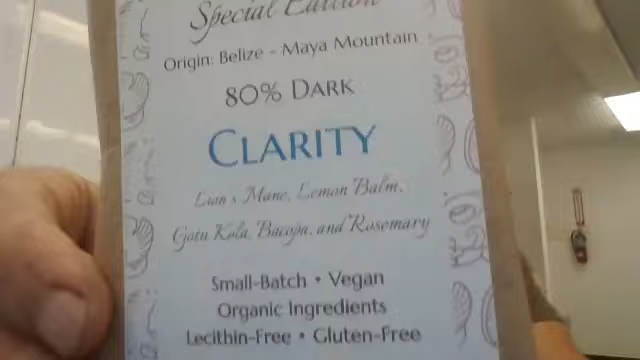 Special Edition
Origin: Belize - Maya Mountain
80% DARK
CLARITY
Lion's Mane, Lemon Balm,
Gotu Kola, Bacopa, and Rosemary
Small-Batch • Vegan
Organic Ingredients
Lecithin-Free • Gluten-Free